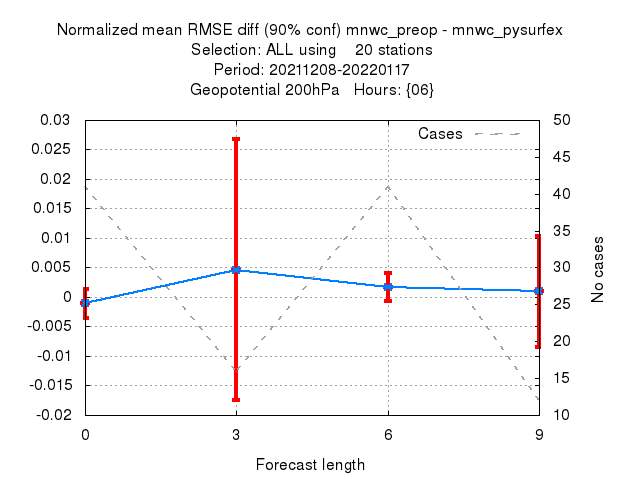 Normalized mean RMSE diff (90% conf) mnwc_preop - mnwc_pysurfex
Selection: ALL using    20 stations
Period: 20211208-20220117
Geopotential 200hPa   Hours: {06}
Cases
0.03
0.025
0.02
0.015
0.01
0.005
0
-0.005
-0.01
-0.015
-0.02
50
45
40
35
30
25
20
15
10
No cases
0 3 6 9
Forecast length